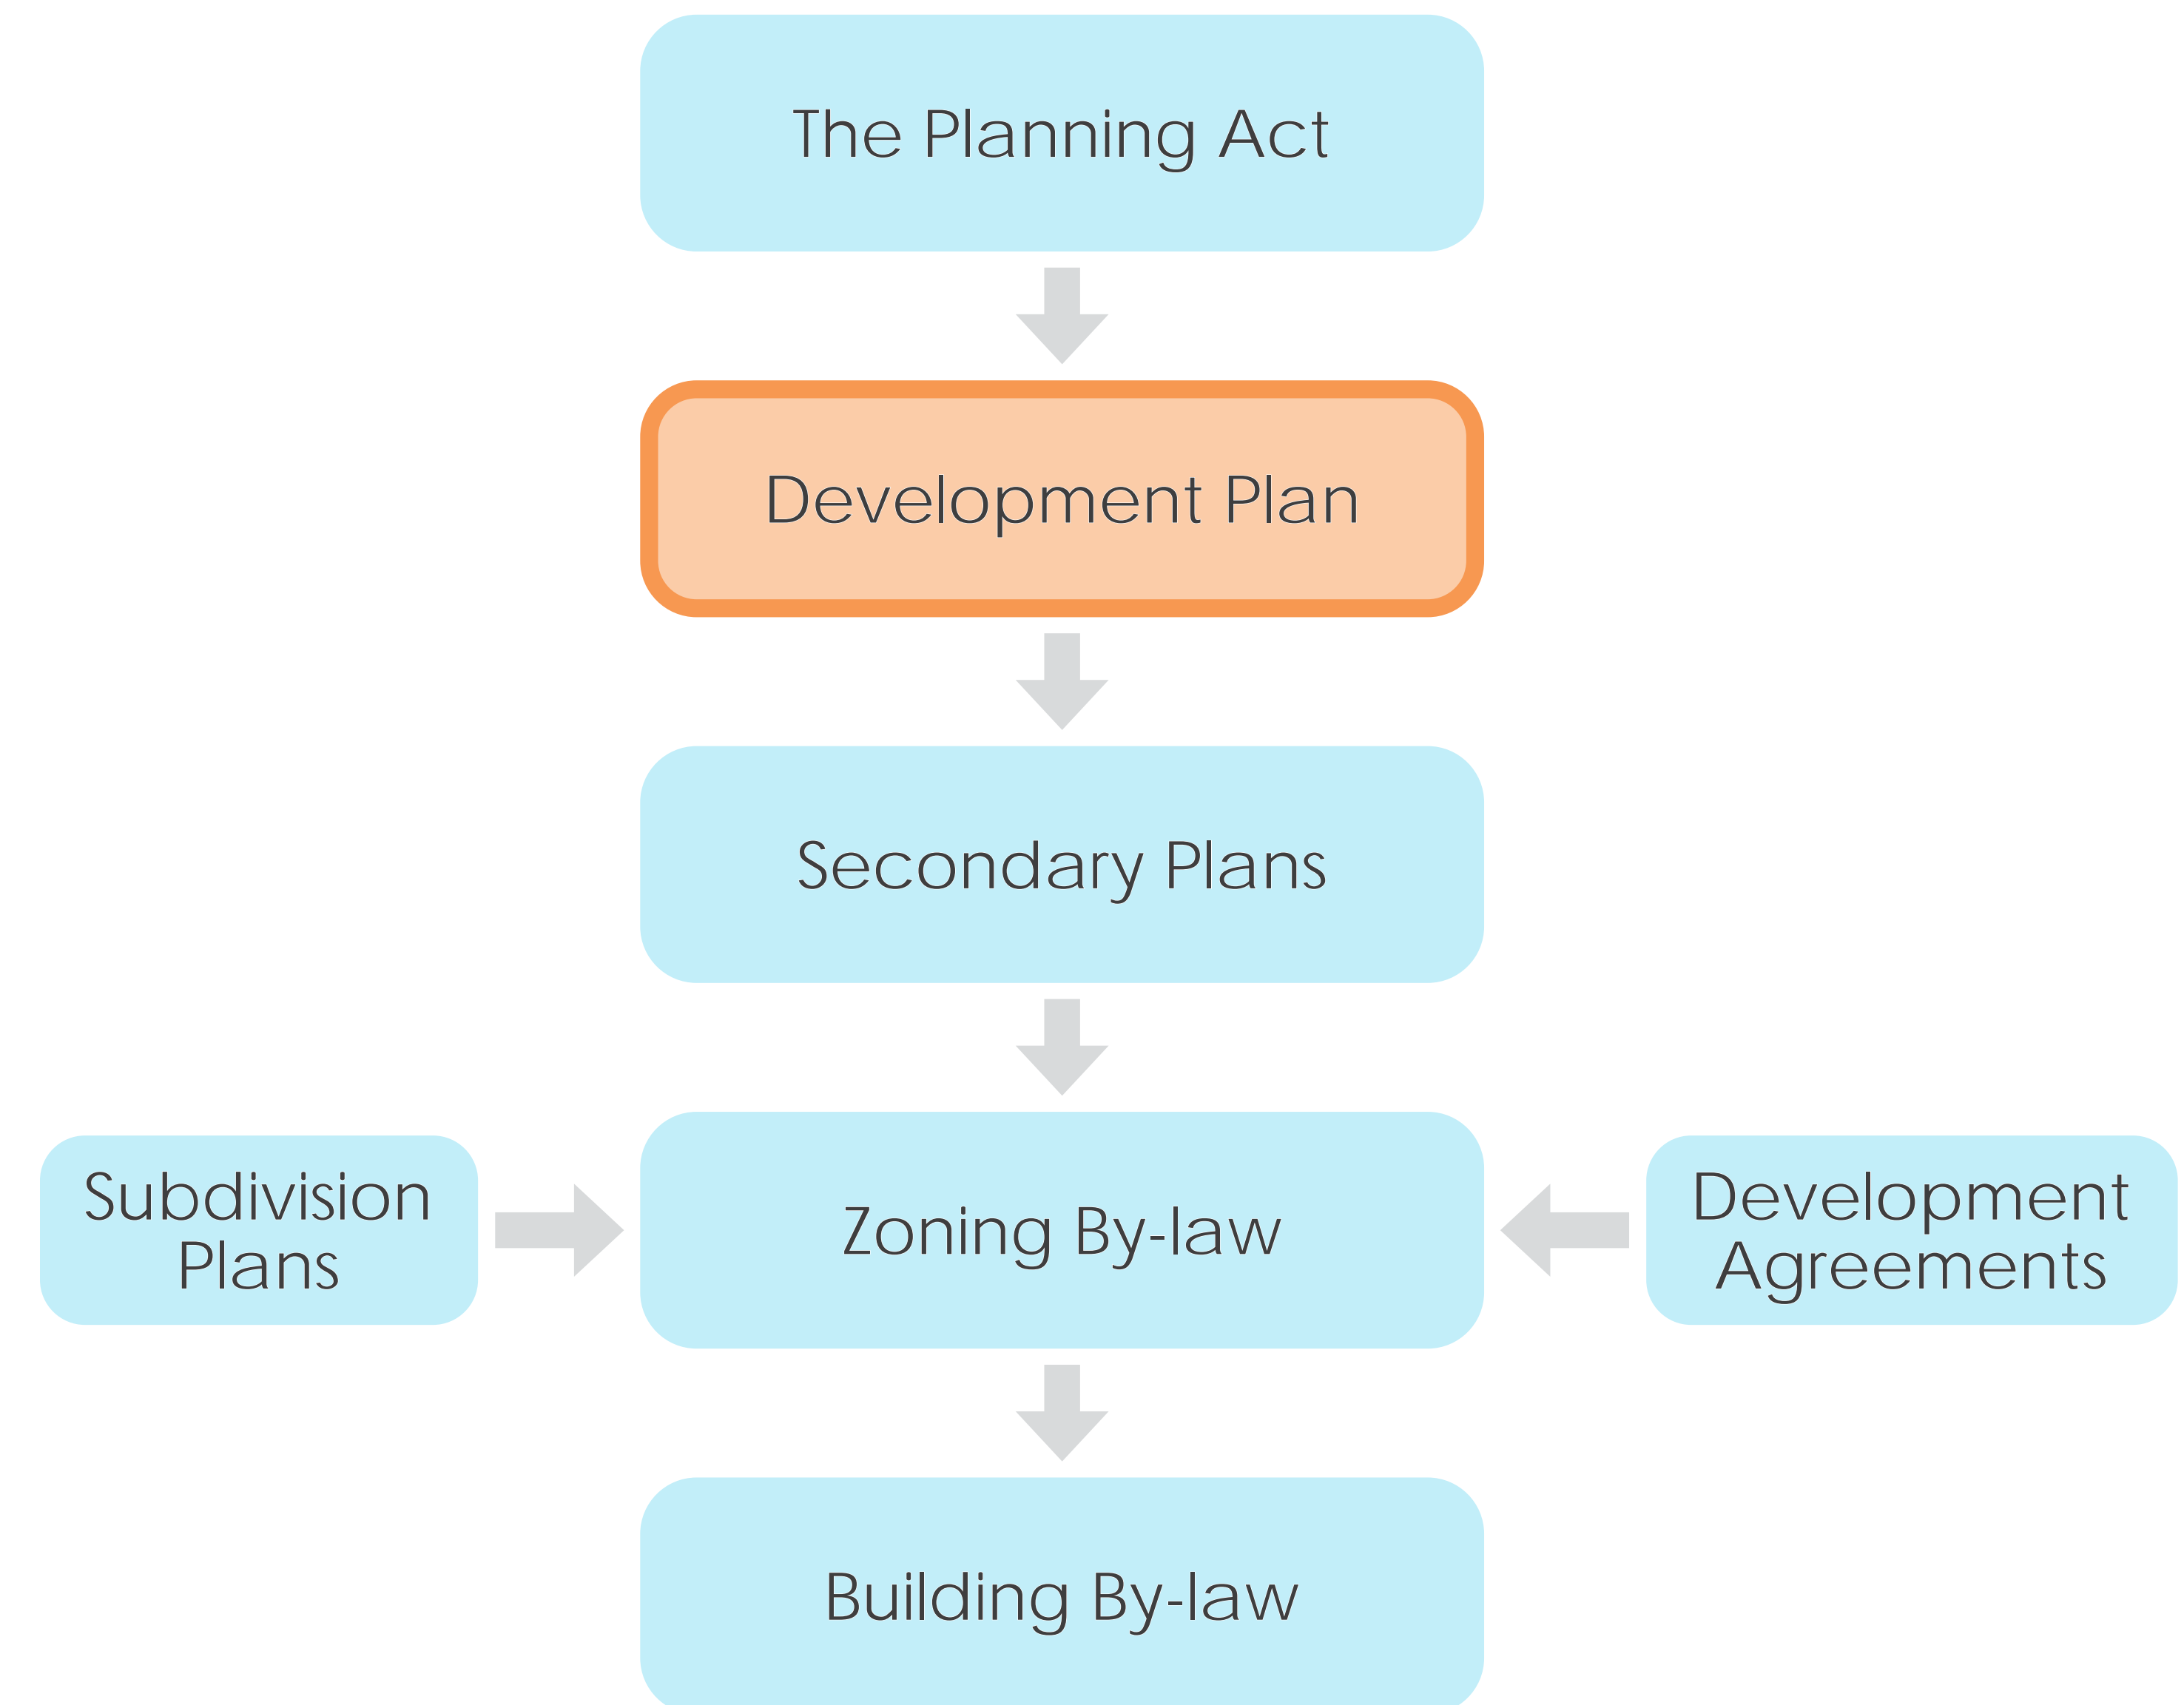 The Planning Act
Development Plan
Secondary Plans
Subdivision
Plans
Zoning By-law
Development
Agreements
Building By-law